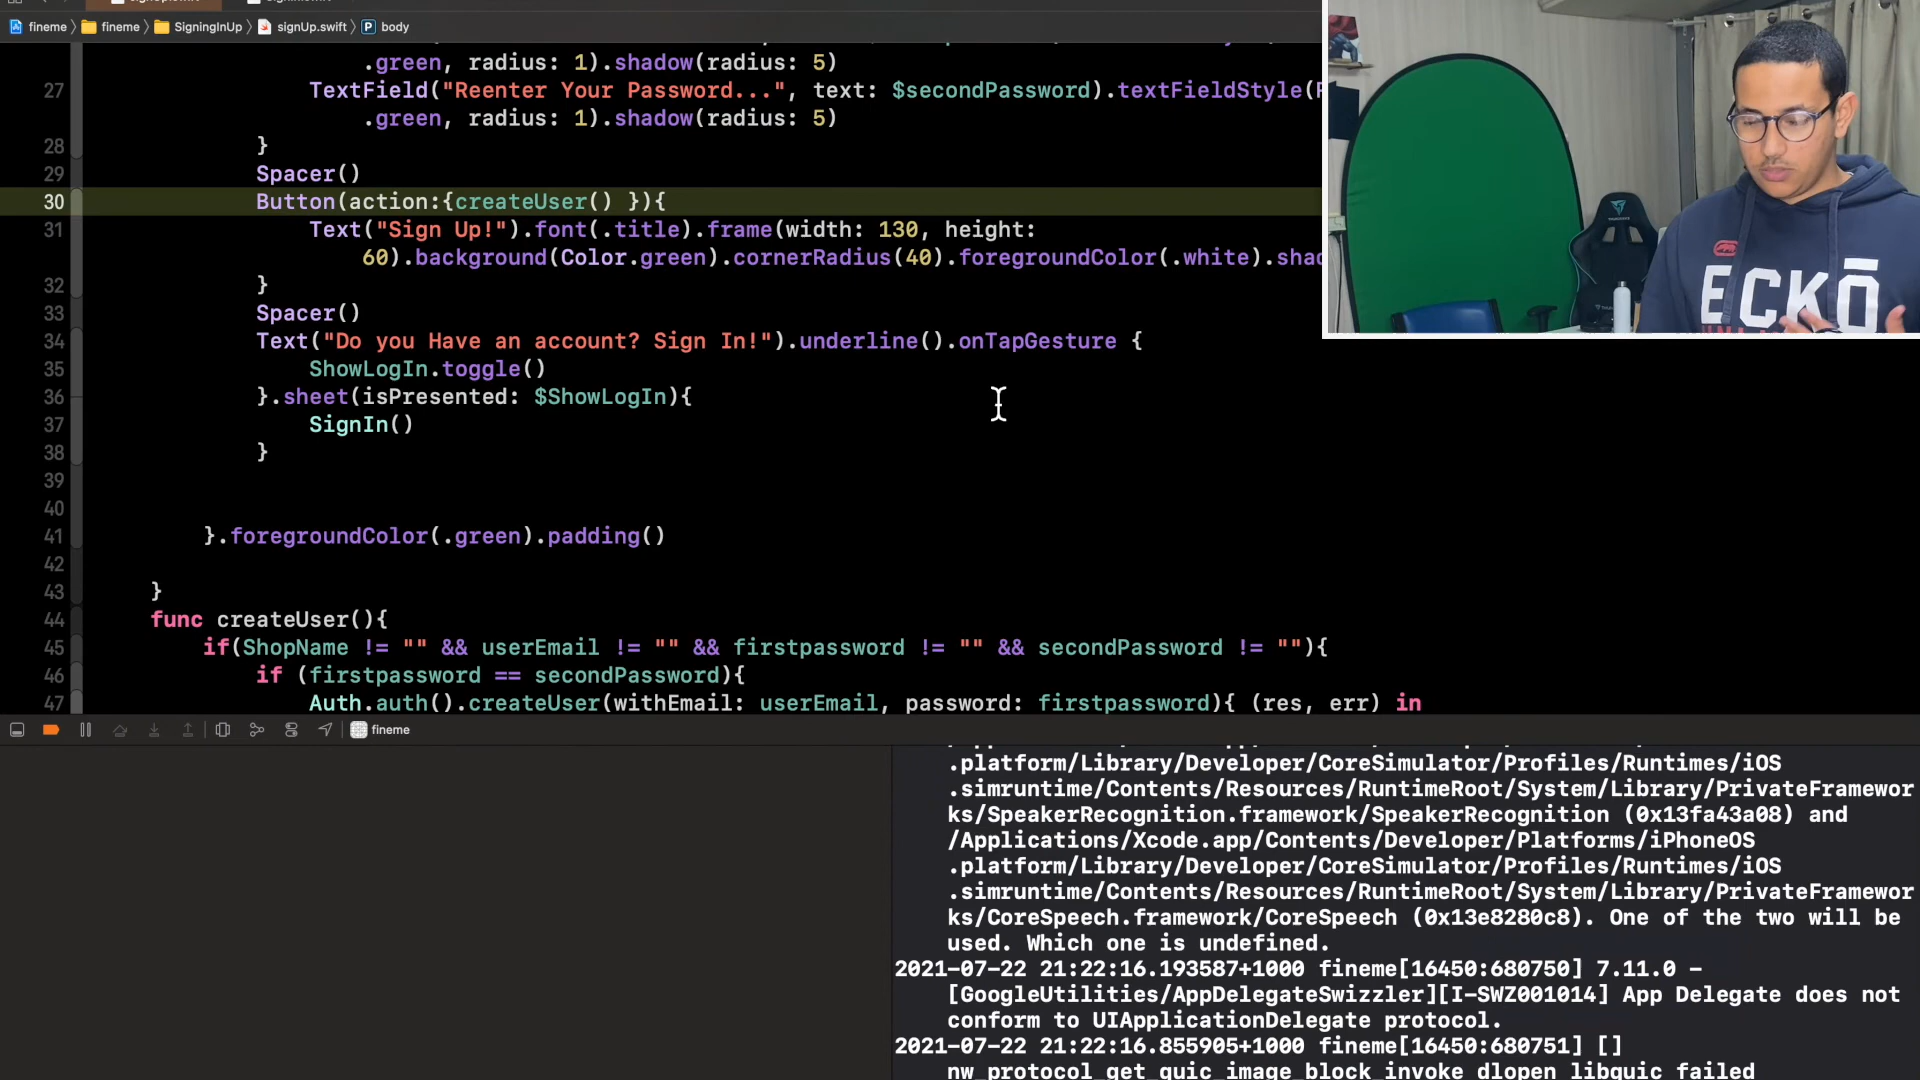 fineme fineme SigningInUp signUp.swift P body
.green, radius: 1).shadow(radius: 5)
27 TextField("Reenter Your Password...", text: $secondPassword).textFieldStyle(
.green, radius: 1).shadow(radius: 5)
28 }
29 Spacer()
30 Button(action:{createUser() }){
31 Text("Sign Up!").font(.title).frame(width: 130, height:
60).background(Color.green).cornerRadius(40).foregroundColor(.white).shad
32 }
33 Spacer()
34 Text("Do you Have an account? Sign In!").underline().onTapGesture {
35 ShowLogIn.toggle()
36 }.sheet(isPresented: $ShowLogIn){
37 SignIn()
38 }
39
40
41 }.foregroundColor(.green).padding()
42
43 }
44 func createUser(){
45 if(ShopName != "" && userEmail != "" && firstpassword != "" && secondPassword != ""){
46 if (firstpassword == secondPassword){
47 Auth.auth().createUser(withEmail: userEmail, password: firstpassword){ (res, err) in
ECKŌ
fineme
.platform/Library/Developer/CoreSimulator/Profiles/Runtimes/iOS
.simruntime/Contents/Resources/RuntimeRoot/System/Library/PrivateFramewor
ks/SpeakerRecognition.framework/SpeakerRecognition (0x13fa43a08) and
/Applications/Xcode.app/Contents/Developer/Platforms/iPhoneOS
.platform/Library/Developer/CoreSimulator/Profiles/Runtimes/iOS
.simruntime/Contents/Resources/RuntimeRoot/System/Library/PrivateFramewor
ks/CoreSpeech.framework/CoreSpeech (0x13e8280c8). One of the two will be
used. Which one is undefined.
2021-07-22 21:22:16.193587+1000 fineme[16450:680750] 7.11.0 -
[GoogleUtilities/AppDelegateSwizzler][I-SWZ001014] App Delegate does not
conform to UIApplicationDelegate protocol.
2021-07-22 21:22:16.855905+1000 fineme[16450:680751] []
nw_protocol_get_quic_image_block_invoke dlopen libquic failed